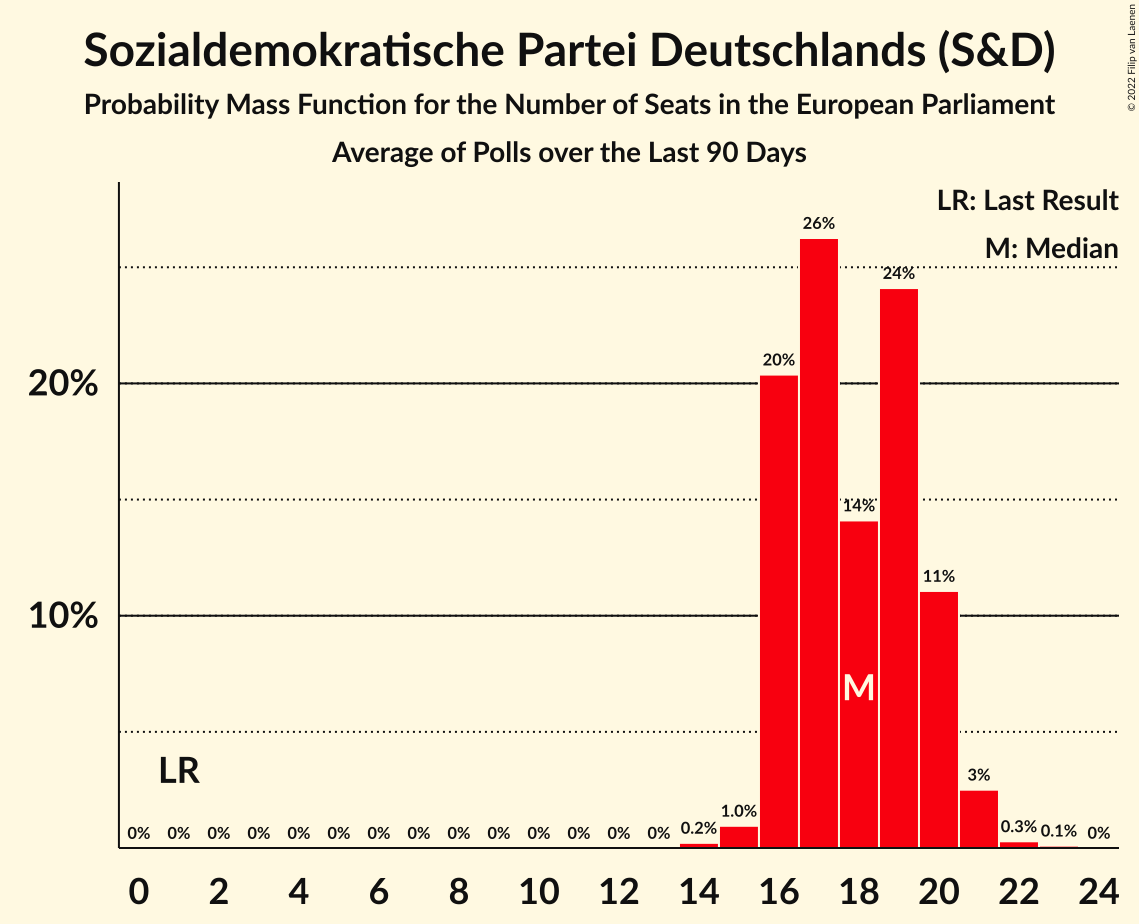 Sozialdemokratische Partei Deutschlands (S&D)
Probability Mass Function for the Number of Seats in the European Parliament
Average of Polls over the Last 90 Days
© 2022 Filip van Laenen
LR: Last Result
M: Median
26%
24%
20%
20%
14%
11%
10%
M
LR
3%
0% 0% 0% 0% 0% 0% 0% 0% 0% 0% 0% 0% 0% 0% 0.2% 1.0% 0.3% 0.1% 0%
0 2 4 6 8 10 12 14 16 18 20 22 24